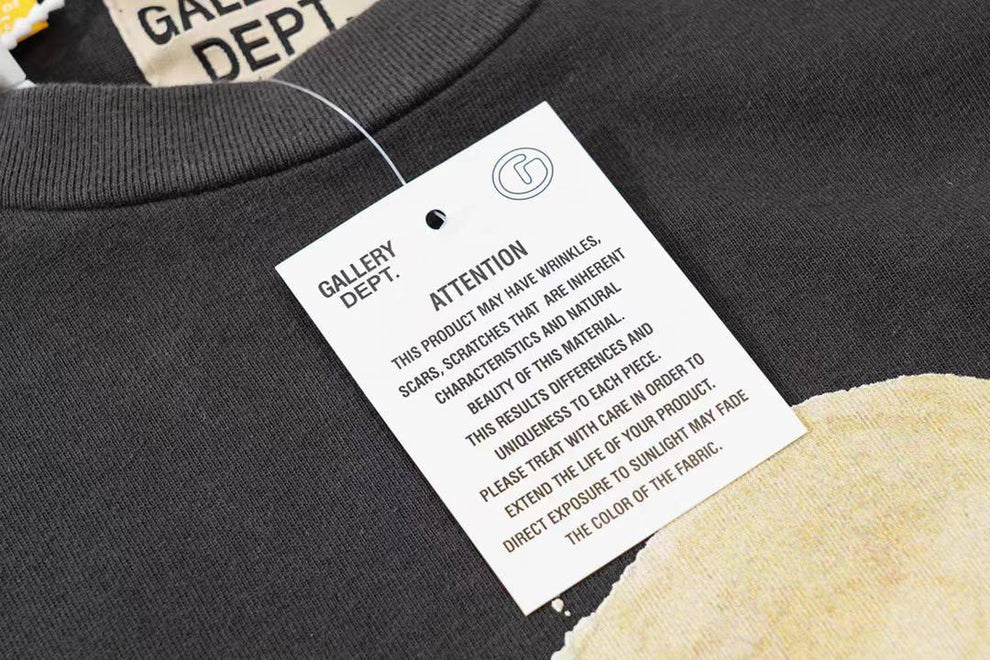 GALLERY
DEPT.
GALLERY
DEPT.
ATTENTION
THIS PRODUCT MAY HAVE WRINKLES,
SCARS, SCRATCHES THAT ARE INHERENT
CHARACTERISTICS AND NATURAL
BEAUTY OF THIS MATERIAL.
THIS RESULTS DIFFERENCES AND
UNIQUENESS TO EACH PIECE.
PLEASE TREAT WITH CARE IN ORDER TO
EXTEND THE LIFE OF YOUR PRODUCT.
DIRECT EXPOSURE TO SUNLIGHT MAY FADE
THE COLOR OF THE FABRIC.